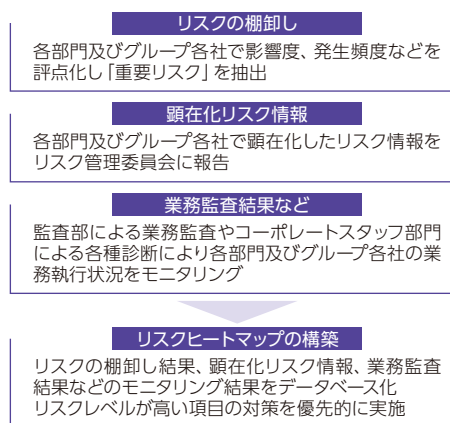 リスクの棚卸し
各部門及びグループ各社で影響度、発生頻度などを
評点化し「重要リスク」を抽出
顕在化リスク情報
各部門及びグループ各社で顕在化したリスク情報を
リスク管理委員会に報告
業務監査結果など
監査部による業務監査やコーポレートスタッフ部門
による各種診断により各部門及びグループ各社の業
務執行状況をモニタリング
リスクヒートマップの構築
リスクの棚卸し結果、顕在化リスク情報、業務監査
結果などのモニタリング結果をデータベース化
リスクレベルが高い項目の対策を優先的に実施